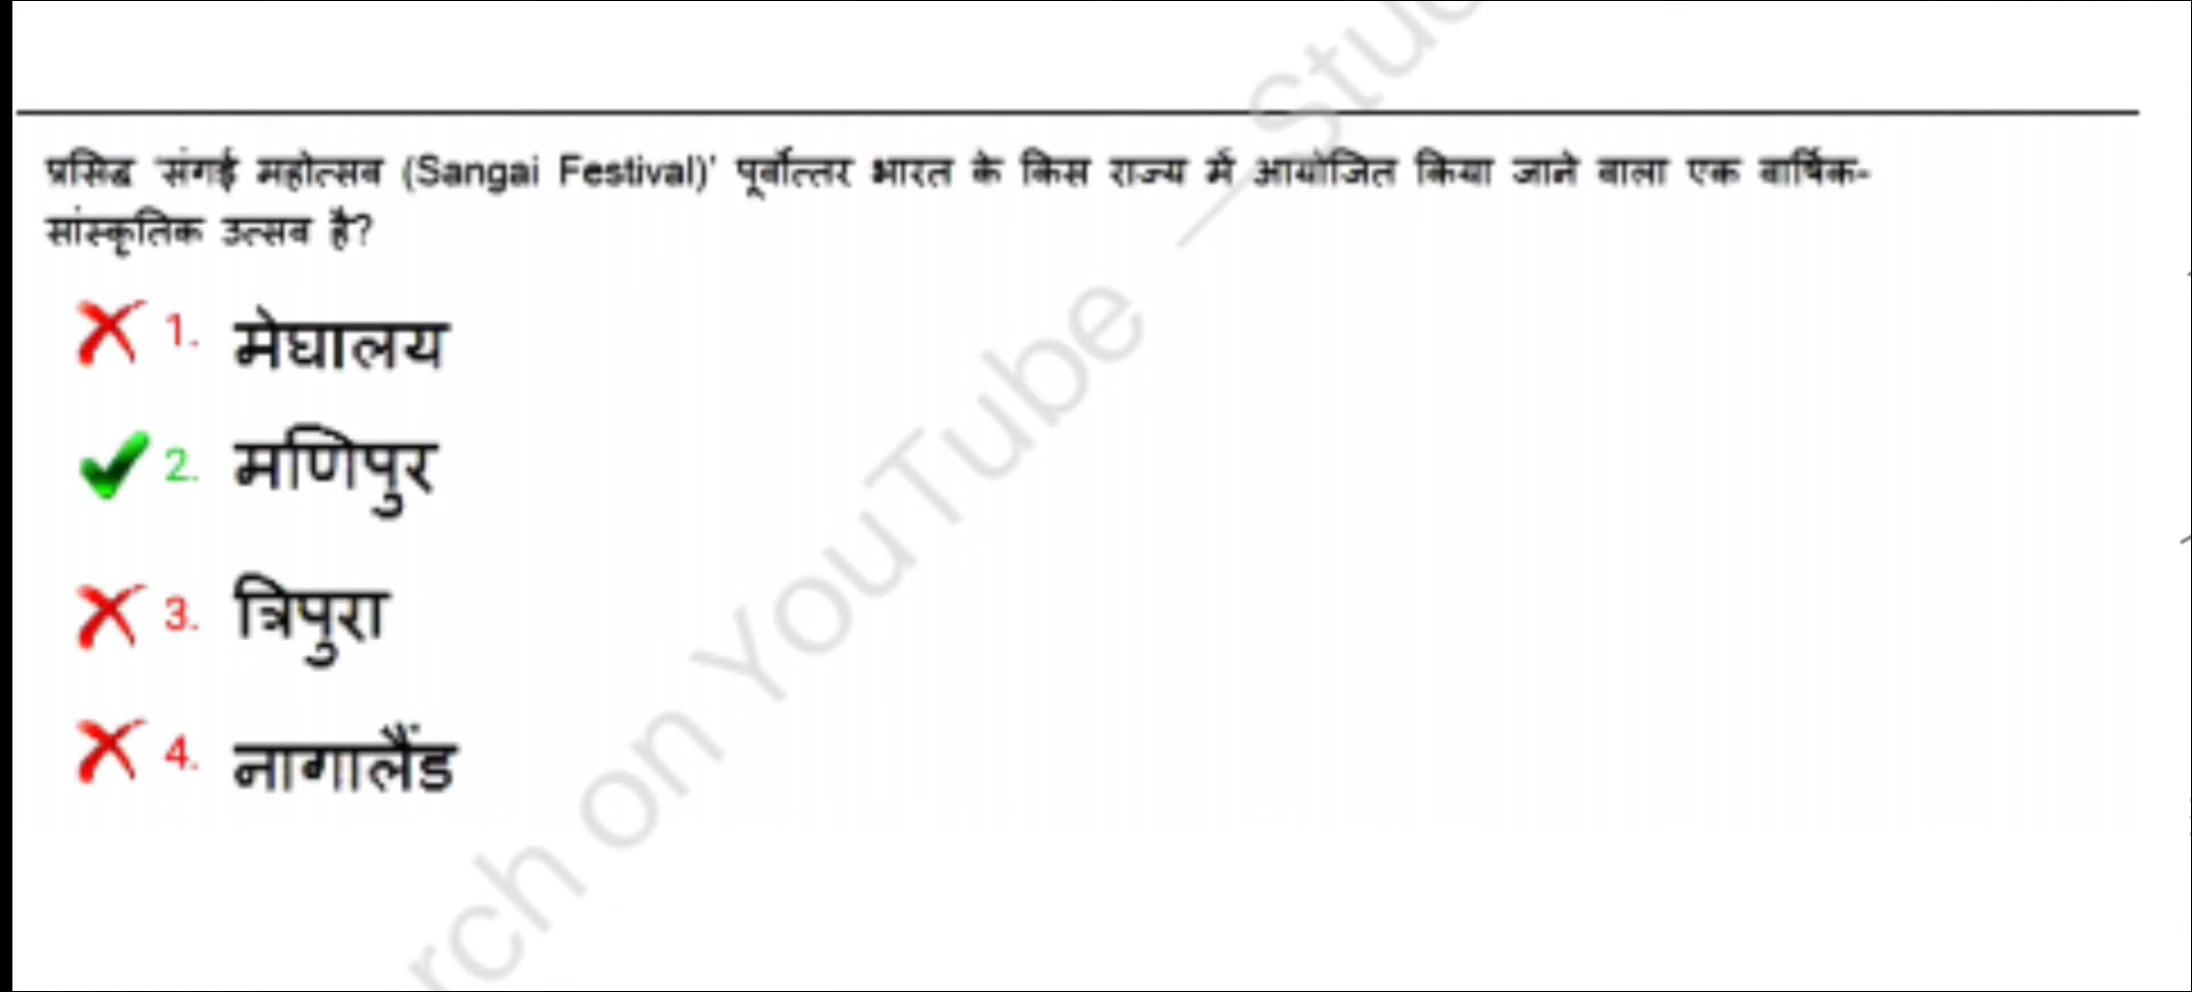 प्रसिद्ध 'संगई महोत्सव (Sangai Festival)' पूर्वोत्तर भारत के किस राज्य में आयोजित किया जाने वाला एक वार्षिक-
सांस्कृतिक उत्सव है?
1. मेघालय
2. मणिपुर
3. त्रिपुरा
4. नागालैंड
rch on YouTube _Stud